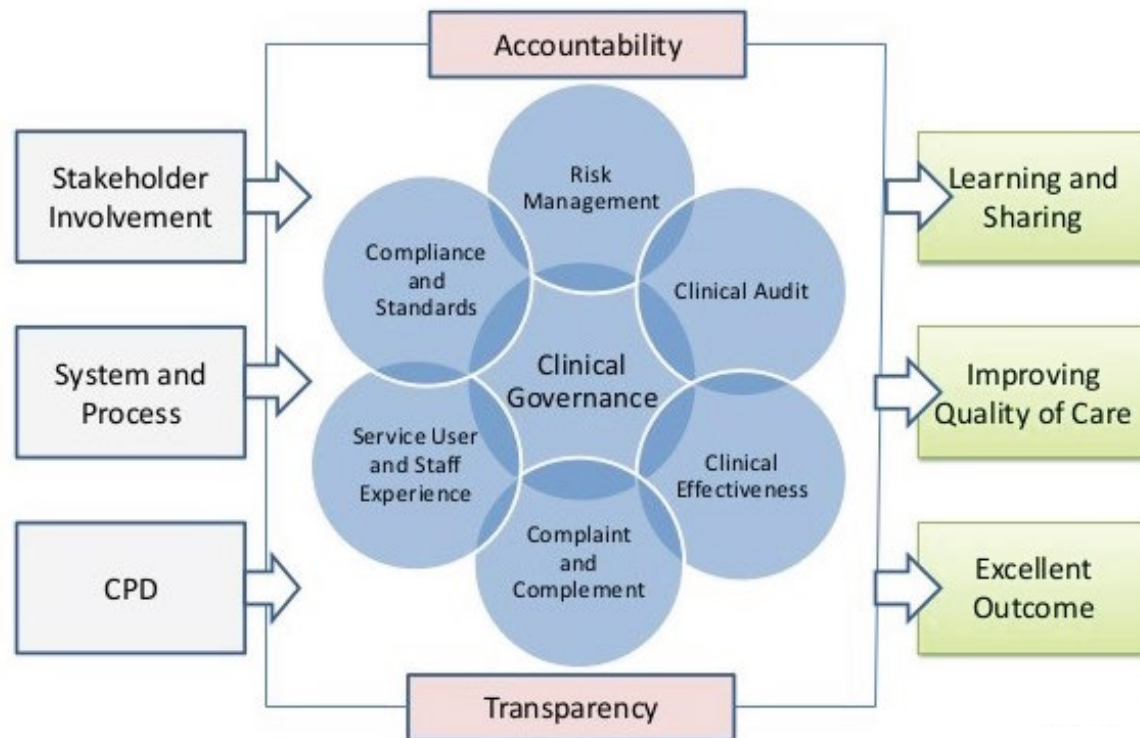 Accountability
Stakeholder
Involvement
System and
Process
CPD
Risk
Management
Compliance
and
Standards
Clinical Audit
Clinical
Governance
Service User
and Staff
Experience
Clinical
Effectiveness
Complaint
and
Complement
Learning and
Sharing
Improving
Quality of Care
Excellent
Outcome
Transparency